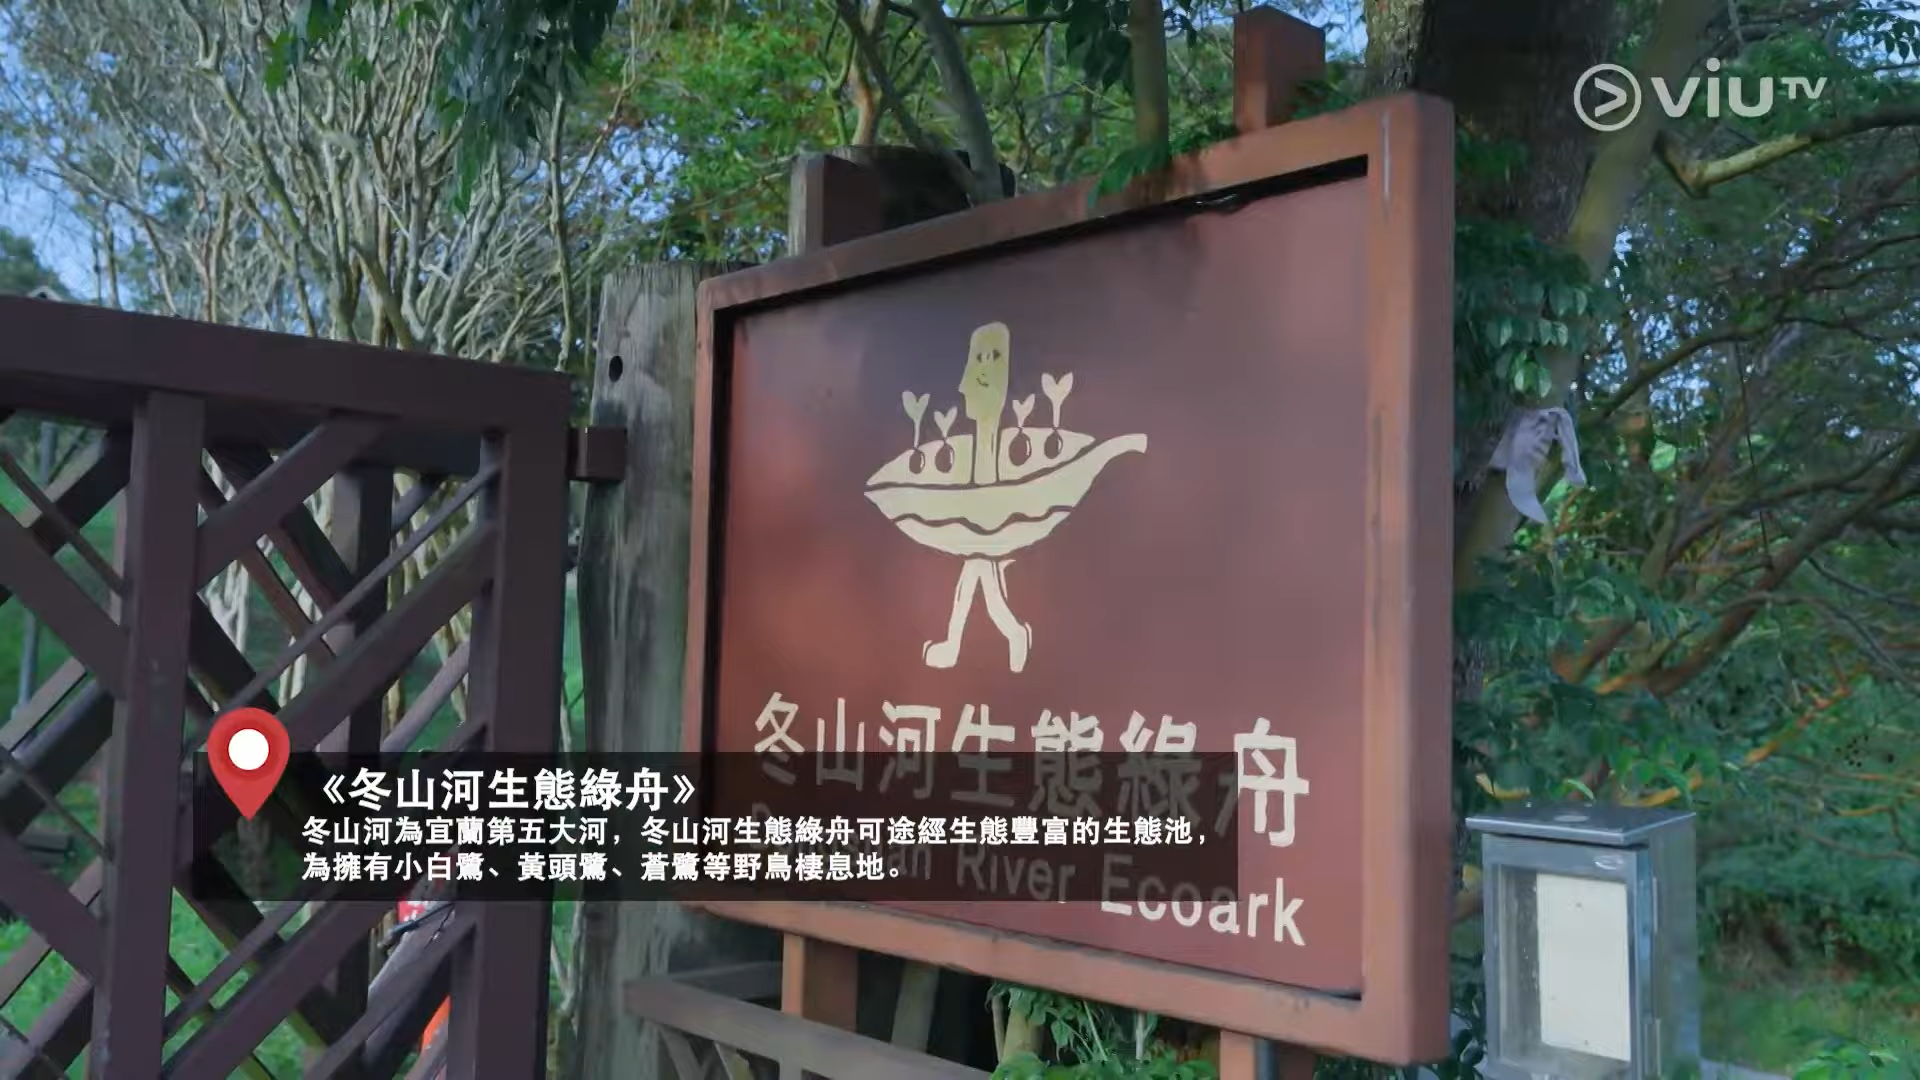 viuTV
冬山河生態綠舟
River Ecoark
《冬山河生態綠舟》
冬山河為宜蘭第五大河，冬山河生態綠舟可途經生態豐富的生態池，
為擁有小白鷺、黃頭鷺、蒼鷺等野鳥棲息地。